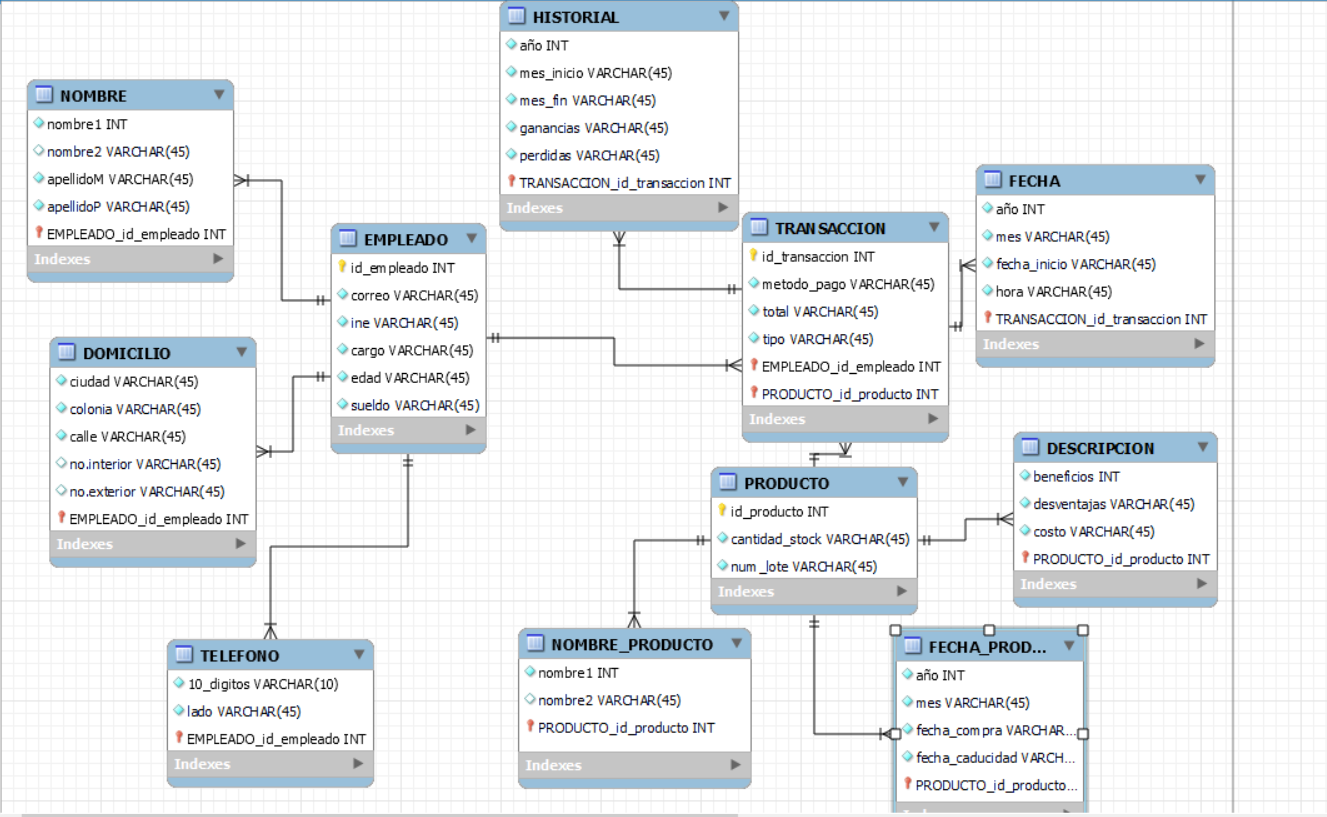 HISTORIAL
año INT
mes_inicio VARCHAR(45)
mes_fin VARCHAR(45)
ganancias VARCHAR(45)
perdidas VARCHAR(45)
TRANSACCION_id_transaccion INT
Indexes
NOMBRE
nombre1 INT
nombre2 VARCHAR(45)
apellidoM VARCHAR(45)
apellidoP VARCHAR(45)
EMPLEADO_id_empleado INT
Indexes
EMPLEADO
id_empleado INT
correo VARCHAR(45)
ine VARCHAR(45)
cargo VARCHAR(45)
edad VARCHAR(45)
sueldo VARCHAR(45)
Indexes
TRANSACCION
id_transaccion INT
metodo_pago VARCHAR(45)
total VARCHAR(45)
tipo VARCHAR(45)
EMPLEADO_id_empleado INT
PRODUCTO_id_producto INT
Indexes
FECHA
año INT
mes VARCHAR(45)
fecha_inicio VARCHAR(45)
hora VARCHAR(45)
TRANSACCION_id_transaccion INT
Indexes
DOMICILIO
ciudad VARCHAR(45)
colonia VARCHAR(45)
calle VARCHAR(45)
no.interior VARCHAR(45)
no.exterior VARCHAR(45)
EMPLEADO_id_empleado INT
Indexes
PRODUCTO
id_producto INT
cantidad_stock VARCHAR(45)
num_lote VARCHAR(45)
Indexes
DESCRIPCION
beneficios INT
desventajas VARCHAR(45)
costo VARCHAR(45)
PRODUCTO_id_producto INT
Indexes
TELEFONO
10_digitos VARCHAR(10)
lado VARCHAR(45)
EMPLEADO_id_empleado INT
Indexes
NOMBRE_PRODUCTO
nombre1 INT
nombre2 VARCHAR(45)
PRODUCTO_id_producto INT
Indexes
FECHA_PROD...
año INT
mes VARCHAR(45)
fecha_compra VARCHAR...
fecha_caducidad VARCH...
PRODUCTO_id_producto...